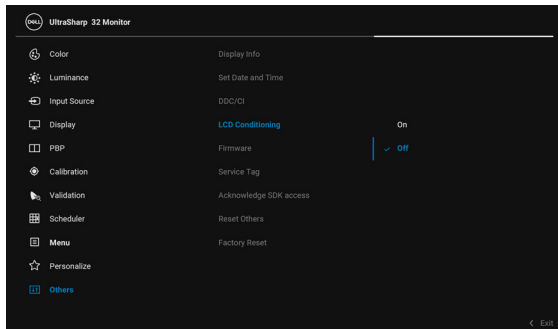 DELL UltraSharp 32 Monitor
Color
Luminance
Input Source
Display
PBP
Calibration
Validation
Scheduler
Menu
Personalize
Others
Display Info
Set Date and Time
DDC/CI
LCD Conditioning
Firmware
Service Tag
Acknowledge SDK access
Reset Others
Factory Reset
On
Off
Exit